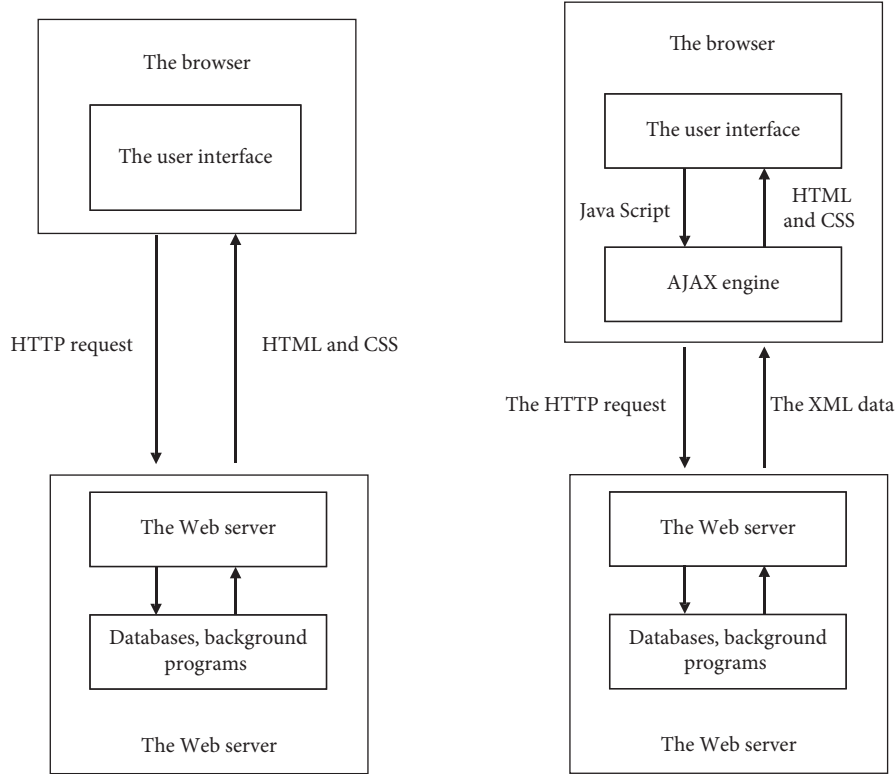 The browser
The user interface
HTTP request
HTML and CSS
The Web server
Databases, background
programs
The Web server
The browser
The user interface
Java Script
HTML
and CSS
AJAX engine
The HTTP request
The XML data
The Web server
Databases, background
programs
The Web server